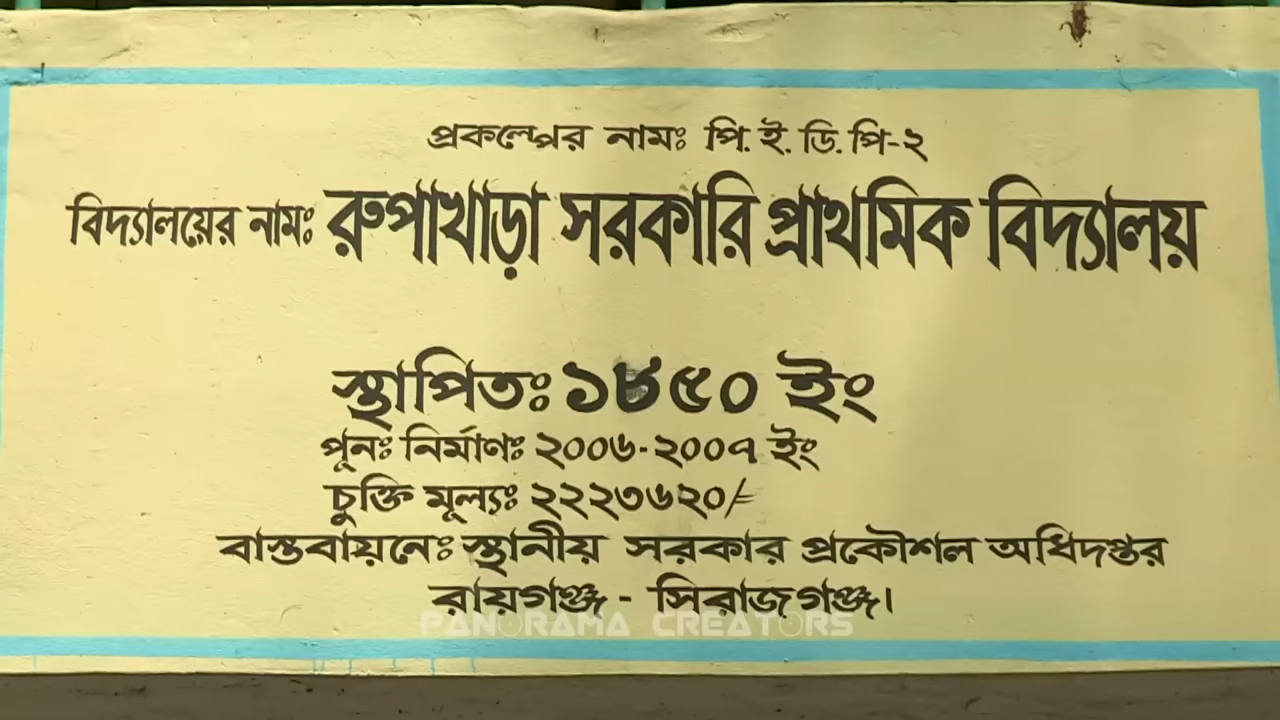 প্রকল্পের নামঃ পি. ই. ডি. পি-২
বিদ্যালয়ের নামঃ রুপাখাড়া সরকারি প্রাথমিক বিদ্যালয়
স্থাপিতঃ ১৮৫০ ইং
পূনঃ নির্মাণঃ ২০০৬-২০০৭ ইং
চুক্তি মূল্যঃ ২২২৩৬২০/=
বাস্তবায়নেঃ স্থানীয় সরকার প্রকৌশল অধিদপ্তর
রায়গঞ্জ - সিরাজগঞ্জ।
PANORAMA CREATORS